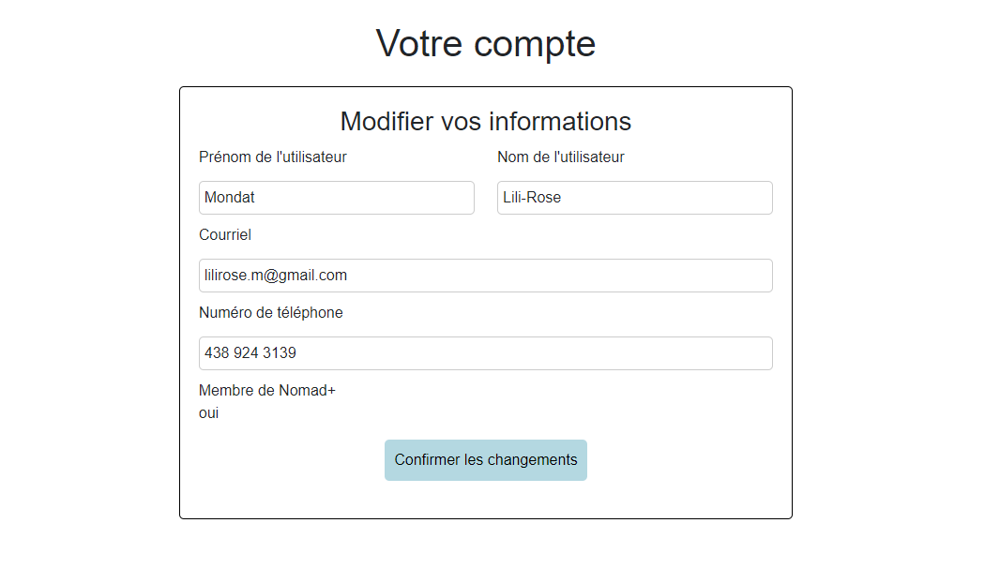 Votre compte
Modifier vos informations
Prénom de l'utilisateur
Nom de l'utilisateur
Mondat
Lili-Rose
Courriel
lilirose.m@gmail.com
Numéro de téléphone
438 924 3139
Membre de Nomad+
oui
Confirmer les changements